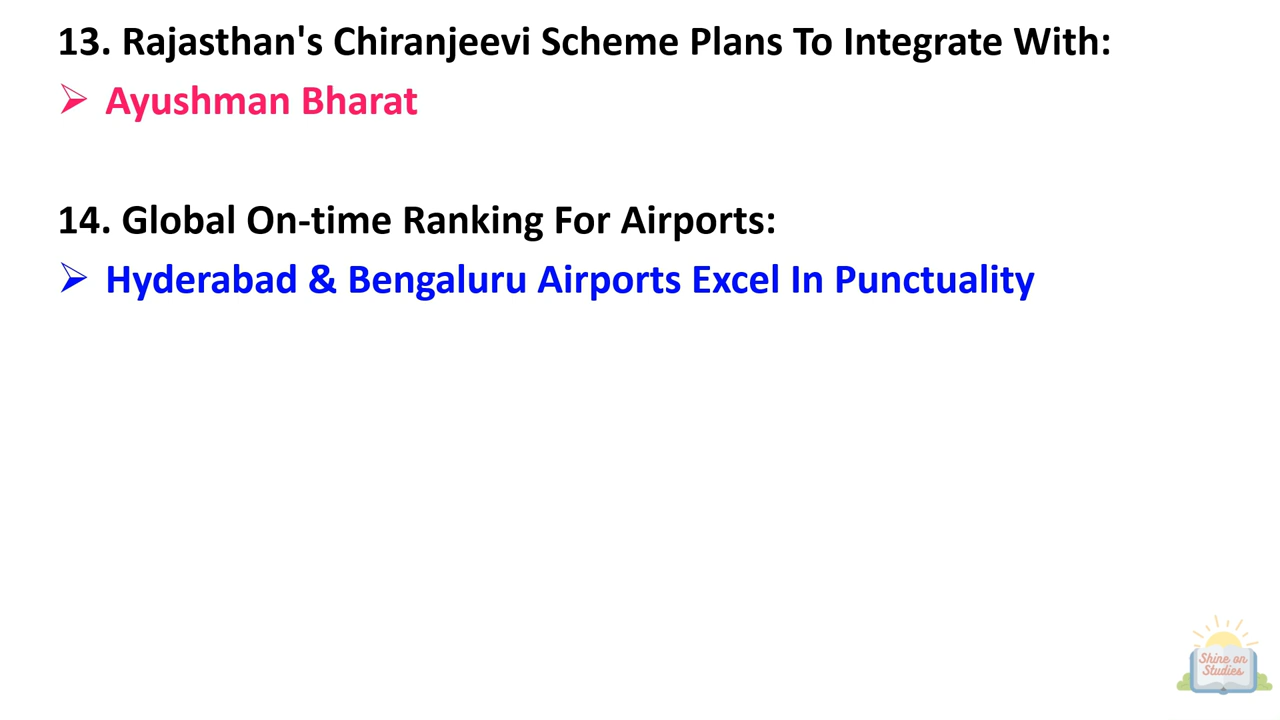 13. Rajasthan's Chiranjeevi Scheme Plans To Integrate With:
➢ Ayushman Bharat
14. Global On-time Ranking For Airports:
➢ Hyderabad & Bengaluru Airports Excel In Punctuality
Shine on
Studies